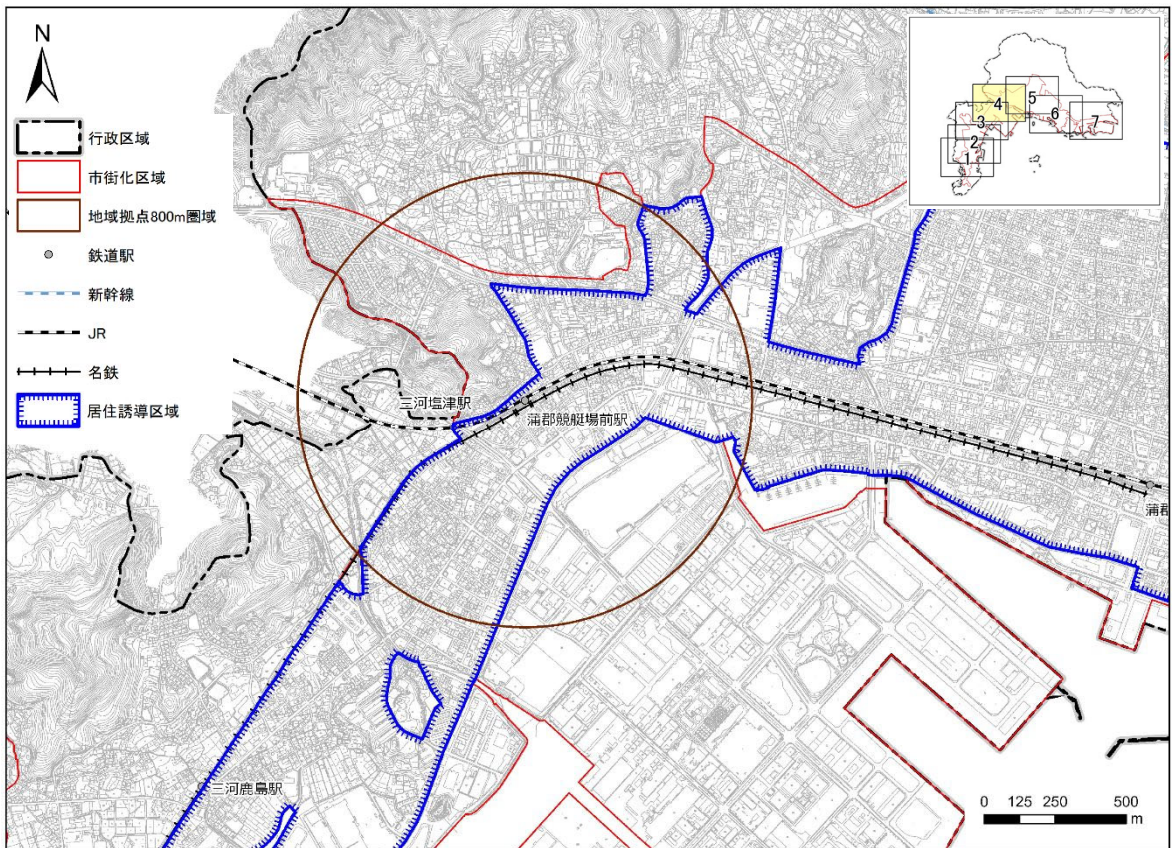 N
行政区域
市街化区域
地域拠点800m圏域
鉄道駅
新幹線
JR
名鉄
居住誘導区域
4
5
6
7
3
2
1
三河塩津駅
蒲郡競艇場前駅
蒲郡
三河鹿島駅
0 125 250 500
m